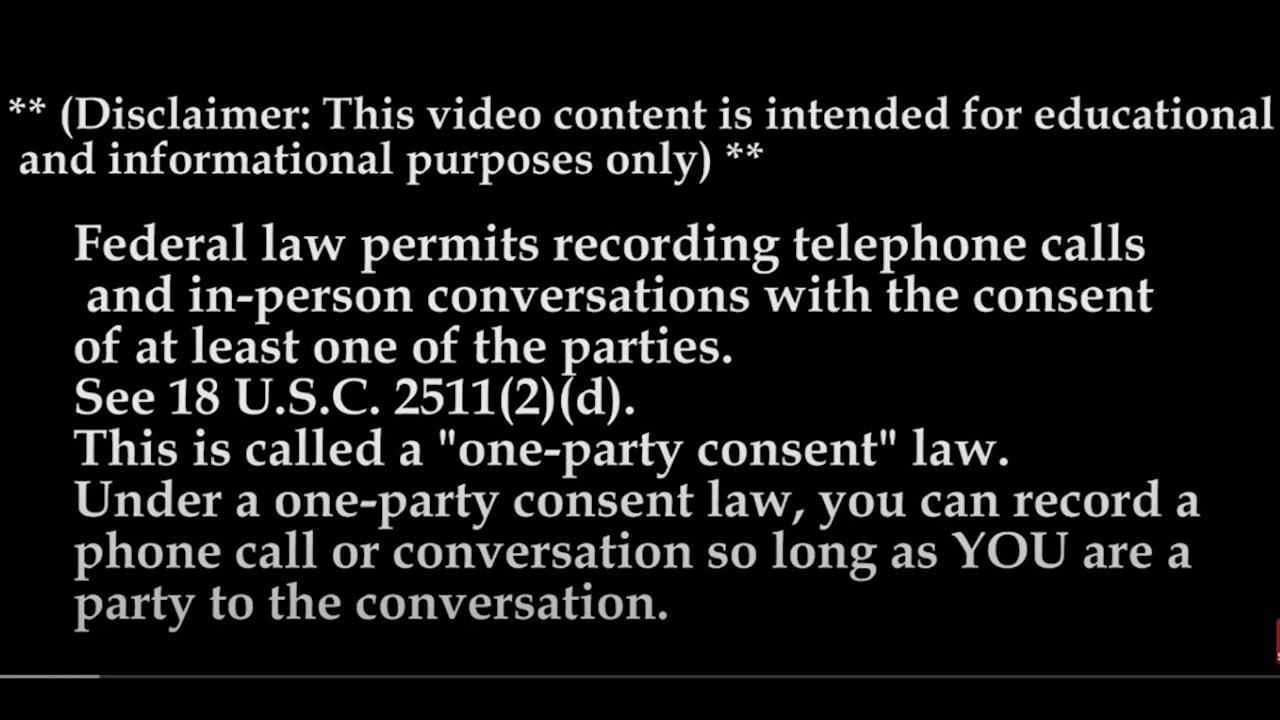 ** (Disclaimer: This video content is intended for educational
and informational purposes only) **
Federal law permits recording telephone calls
and in-person conversations with the consent
of at least one of the parties.
See 18 U.S.C. 2511(2)(d).
This is called a "one-party consent" law.
Under a one-party consent law, you can record a
phone call or conversation so long as YOU are a
party to the conversation.